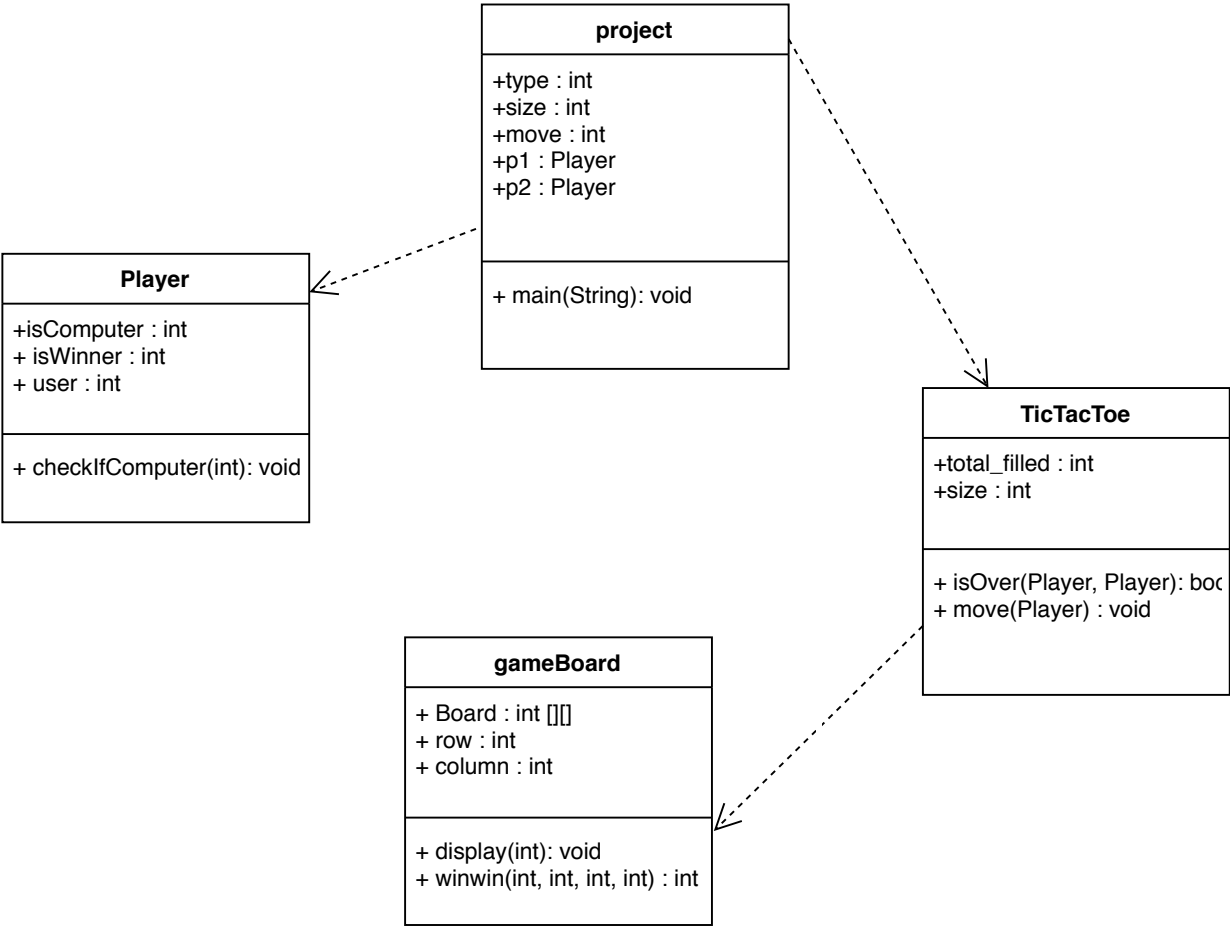 project
+type : int
+size : int
+move : int
+p1 : Player
+p2 : Player
+ main(String): void
Player
+isComputer : int
+ isWinner : int
+ user : int
+ checkIfComputer(int): void
TicTacToe
+total_filled : int
+size : int
+ isOver(Player, Player):
+ move(Player) : void
gameBoard
+ Board : int [][]
+ row : int
+ column : int
+ display(int): void
+ winwin(int, int, int, int) : int